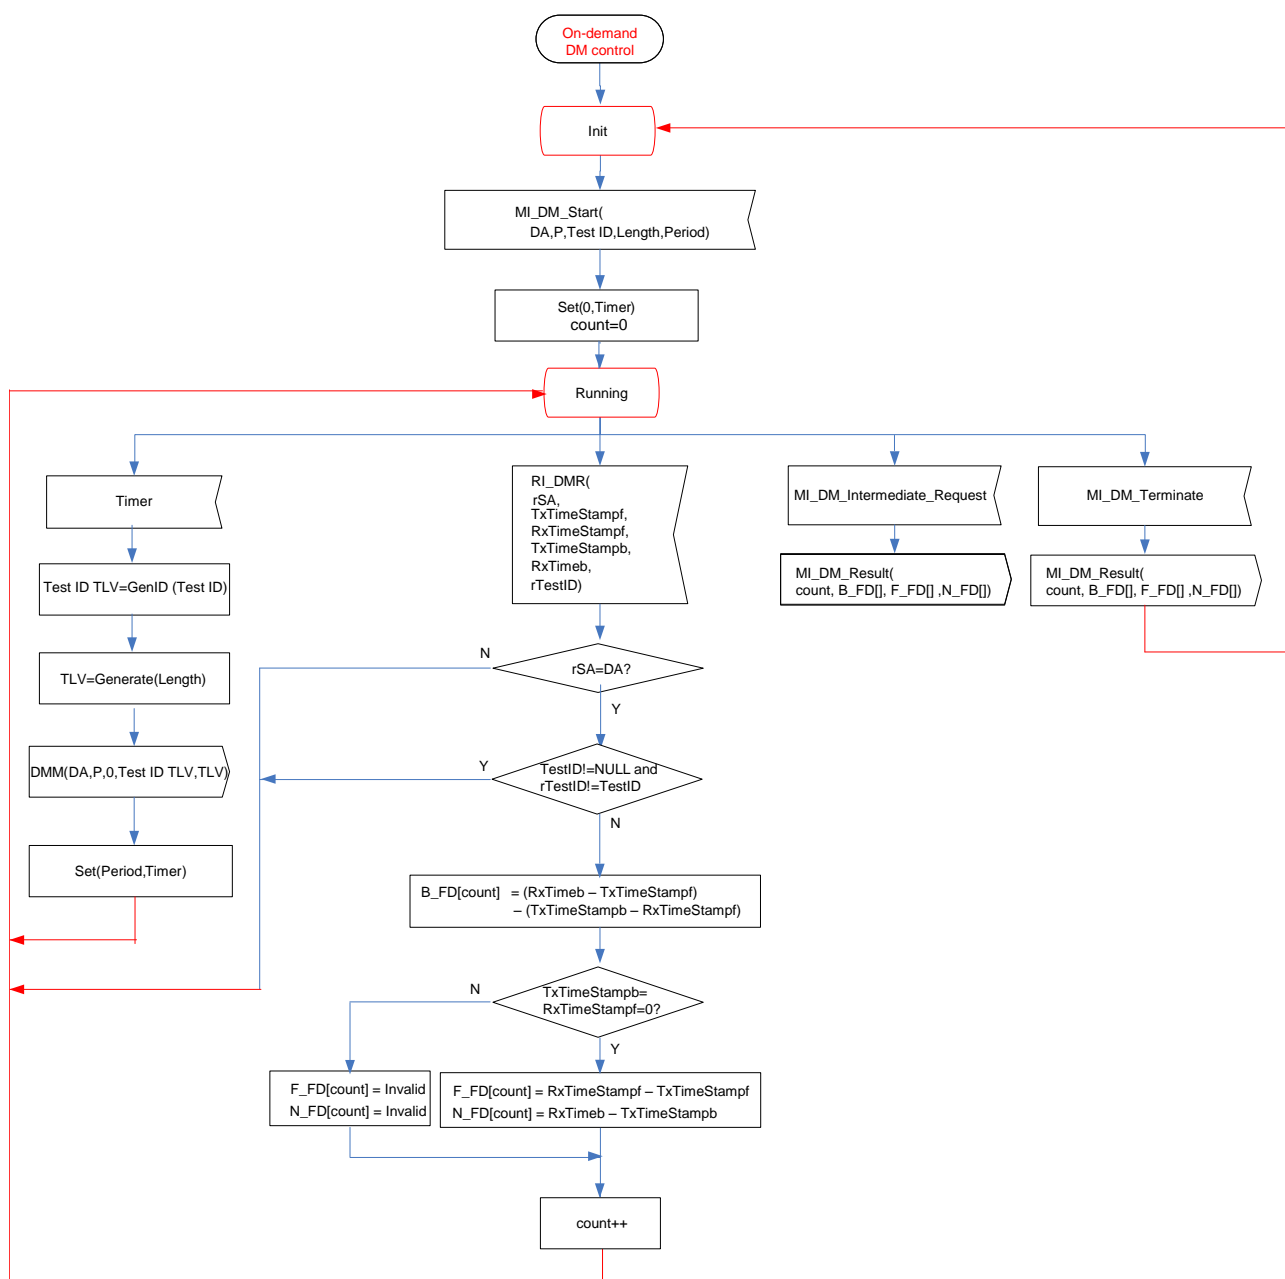 On-demand
DM control
Init
MI_DM_Start(
DA,P,Test ID,Length,Period)
Set(0,Timer)
count=0
Running
Timer
Test ID TLV=GenID (Test ID)
TLV=Generate(Length)
DMM(DA,P,0,Test ID TLV,TLV)
Set(Period,Timer)
RI_DMR(
rSA,
TxTimeStampf,
RxTimeStampf,
TxTimeStampb,
RxTimeb,
rTestID)
MI_DM_Intermediate_Request
MI_DM_Result(
count, B_FD[], F_FD[] ,N_FD[])
MI_DM_Terminate
MI_DM_Result(
count, B_FD[], F_FD[] ,N_FD[])
N
rSA=DA?
Y
Y
TestID!=NULL and
rTestID!=TestID
N
B_FD[count] = (RxTimeb – TxTimeStampf)
– (TxTimeStampb – RxTimeStampf)
N
TxTimeStampb=
RxTimeStampf=0?
Y
F_FD[count] = Invalid
N_FD[count] = Invalid
F_FD[count] = RxTimeStampf – TxTimeStampf
N_FD[count] = RxTimeb – TxTimeStampb
count++